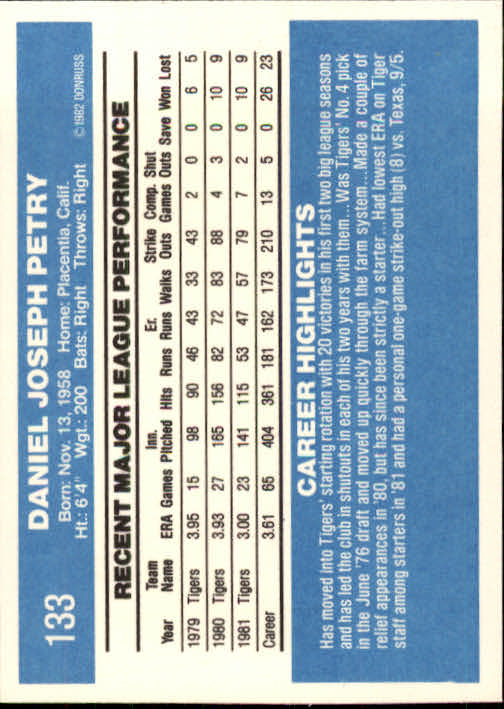 133
DANIEL JOSEPH PETRY
Born: Nov. 13, 1958 Home: Placentia, Calif.
Ht.: 6'4" Wgt.: 200 Bats: Right Throws: Right
©1982 DONRUSS
RECENT MAJOR LEAGUE PERFORMANCE
Team Inn. Er. Strike Comp. Shut
Year Name ERA Games Pitched Hits Runs Runs Walks Outs Games Outs Save Won Lost
1979 Tigers 3.95 15 98 90 46 43 33 43 2 0 0 6 5
1980 Tigers 3.93 27 165 156 82 72 83 88 4 3 0 10 9
1981 Tigers 3.00 23 141 115 53 47 57 79 7 2 0 10 9
Career 3.61 65 404 361 181 162 173 210 13 5 0 26 23
CAREER HIGHLIGHTS
Has moved into Tigers' starting rotation with 20 victories in his first two big league seasons
and has led the club in shutouts in each of his two years with them...Was Tigers' No. 4 pick
in the June '76 draft and moved up quickly through the farm system...Made a couple of
relief appearances in '80, but has since been strictly a starter...Had lowest ERA on Tiger
staff among starters in '81 and had a personal one-game strike-out high (8) vs. Texas, 9/5.